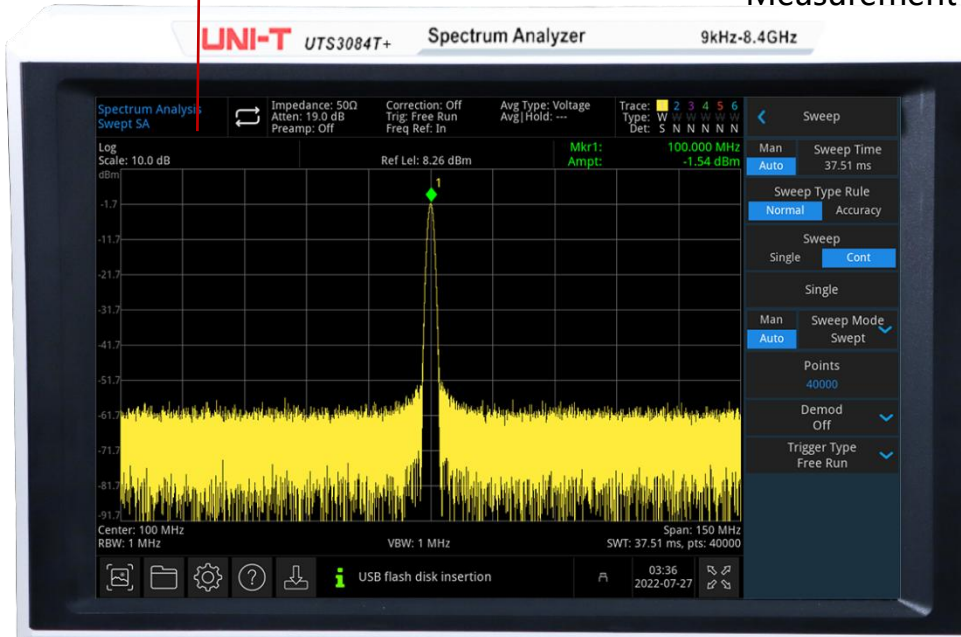 Measurement
UNI-T UTS3084T+ Spectrum Analyzer 9kHz-8.4GHz
Spectrum Analysis
Swept SA
Impedance: 50Ω
Atten: 19.0 dB
Preamp: Off
Correction: Off
Trig: Free Run
Freq Ref: In
Avg Type: Voltage
Avg|Hold: ---
Trace: 1 2 3 4 5 6
Type: W W W W W W
Det: S N N N N N
Log
Scale: 10.0 dB
Ref Lel: 8.26 dBm
Mkr1: 100.000 MHz
Ampt: -1.54 dBm
dBm
1
-1.7
-11.7
-21.7
-31.7
-41.7
-51.7
-61.7
-71.7
-81.7
-91.7
Center: 100 MHz
RBW: 1 MHz
VBW: 1 MHz
Span: 150 MHz
SWT: 37.51 ms, pts: 40000
Sweep
Man
Auto
Sweep Time
37.51 ms
Sweep Type Rule
Normal Accuracy
Sweep
Single Cont
Single
Man
Auto
Sweep Mode
Swept
Points
40000
Demod
Off
Trigger Type
Free Run
? i USB flash disk insertion
03:36
2022-07-27